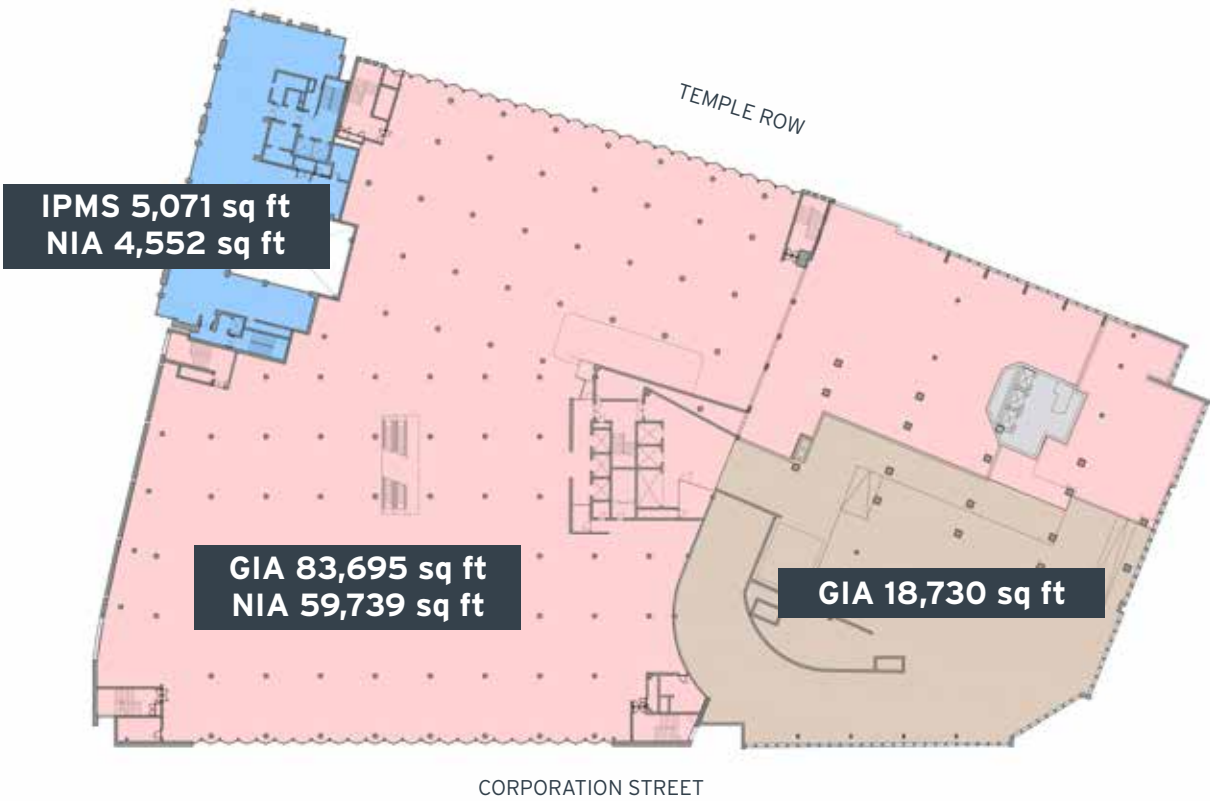 TEMPLE ROW
IPMS 5,071 sq ft
NIA 4,552 sq ft
GIA 83,695 sq ft
NIA 59,739 sq ft
GIA 18,730 sq ft
CORPORATION STREET